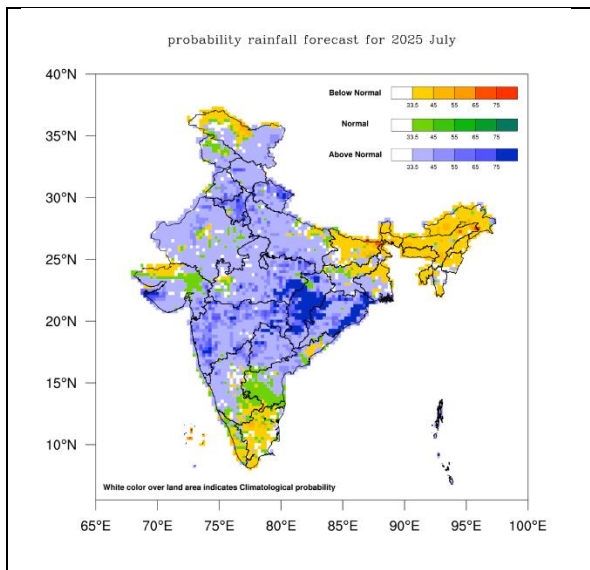 probability rainfall forecast for 2025 July
40°N
35°N
30°N
25°N
20°N
15°N
10°N
Below Normal
33.5 45 55 65 75
Normal
33.5 45 55 65 75
Above Normal
33.5 45 55 65 75
White color over land area indicates Climatological probability
65°E 70°E 75°E 80°E 85°E 90°E 95°E 100°E